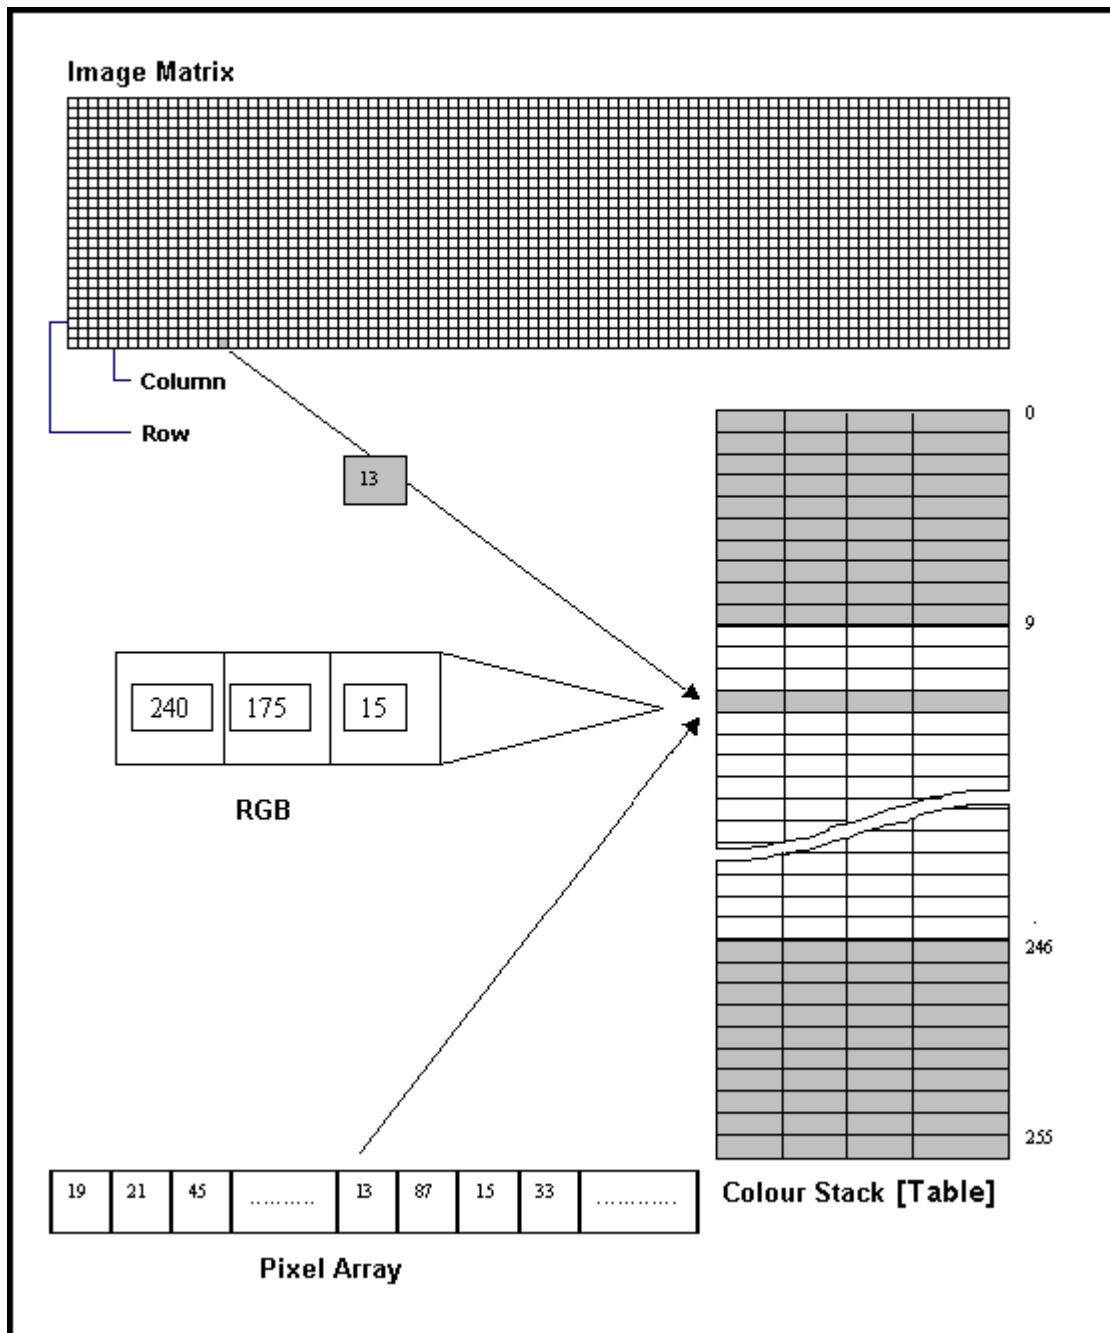 Image Matrix
Column
Row
13
0
9
240 175 15
RGB
246
255
19 21 45 .......... 13 87 15 33 ............
Colour Stack [Table]
Pixel Array